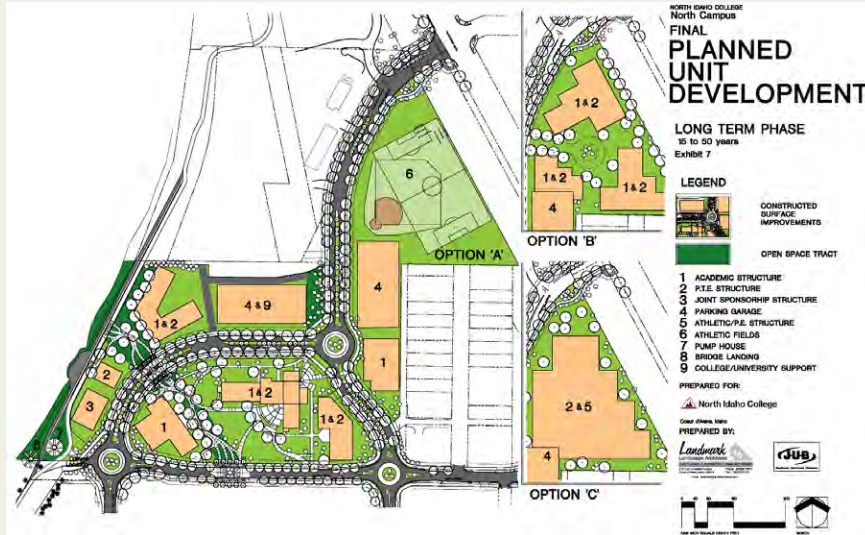 NORTH IDAHO COLLEGE
North Campus
FINAL
PLANNED
UNIT
DEVELOPMENT
LONG TERM PHASE
15 to 50 years
Exhibit 7
LEGEND
CONSTRUCTED
SURFACE
IMPROVEMENTS
OPEN SPACE TRACT
1 ACADEMIC STRUCTURE
2 P.T.E. STRUCTURE
3 JOINT SPONSORHIP STRUCTURE
4 PARKING GARAGE
5 ATHLETIC/P.E. STRUCTURE
6 ATHLETIC FIELDS
7 PUMP HOUSE
8 BRIDGE LANDING
9 COLLEGE/UNIVERSITY SUPPORT
PREPARED FOR:
North Idaho College
Coeur d'Alene, Idaho
PREPARED BY:
Landmark
J-U-B
NORTH
6
OPTION 'A'
4
4 & 9
1 & 2
1
2
3
1
1 & 2
1 & 2
8
7
1 & 2
1 & 2
1 & 2
4
OPTION 'B'
2 & 5
4
OPTION 'C'